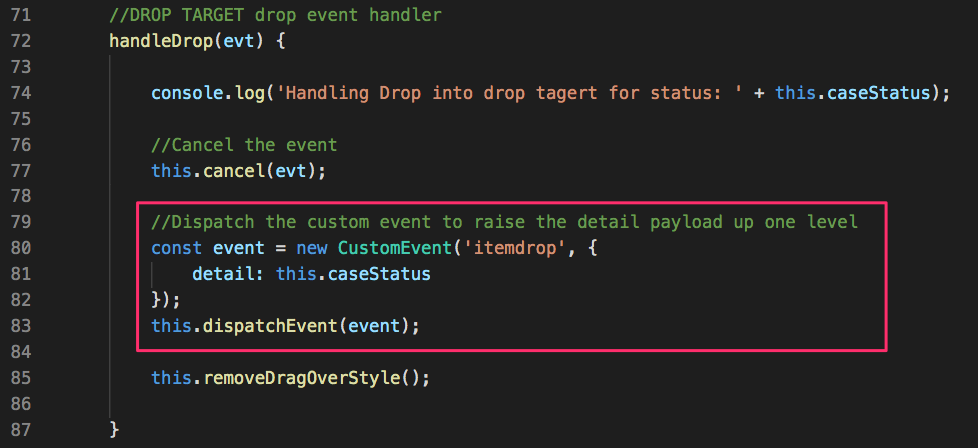 71 //DROP TARGET drop event handler
72 handleDrop(evt) {
73
74 console.log('Handling Drop into drop tagert for status: ' + this.caseStatus);
75
76 //Cancel the event
77 this.cancel(evt);
78
79 //Dispatch the custom event to raise the detail payload up one level
80 const event = new CustomEvent('itemdrop', {
81 detail: this.caseStatus
82 });
83 this.dispatchEvent(event);
84
85 this.removeDragOverStyle();
86
87 }